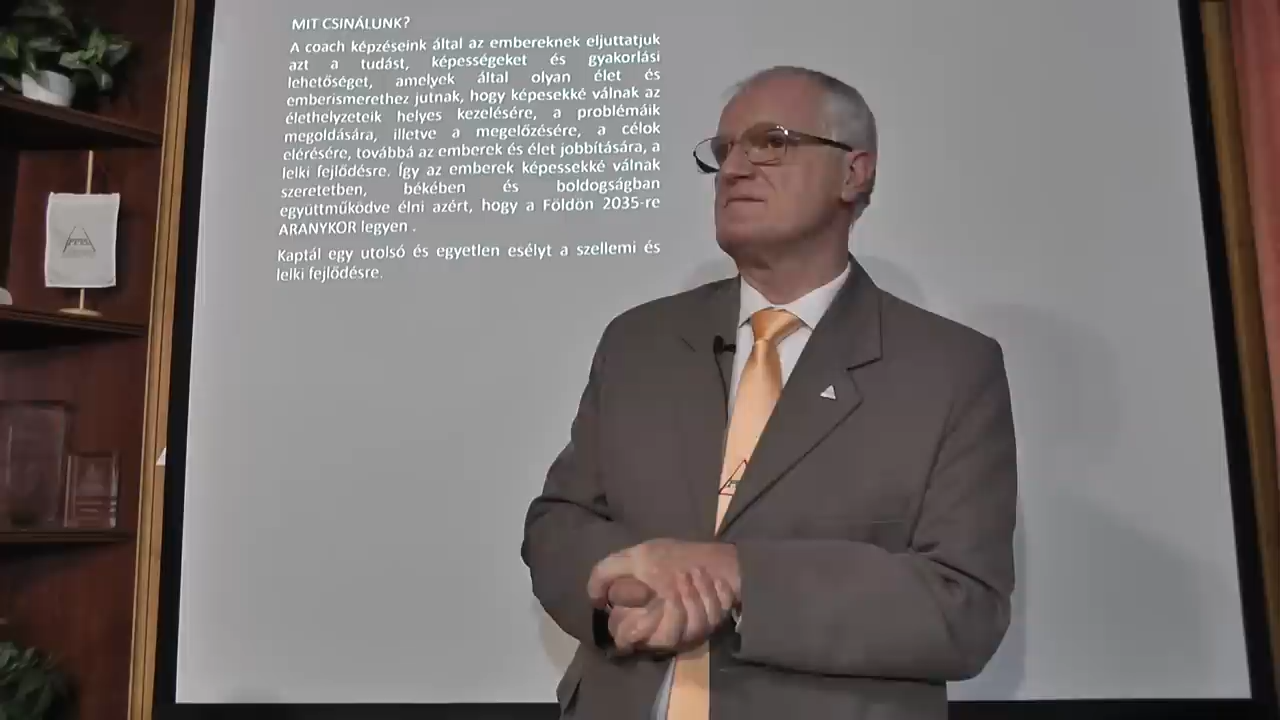 MIT CSINÁLUNK?
A coach képzéseink által az embereknek eljuttatjuk
azt a tudást, képességeket és gyakorlási
lehetőséget, amelyek által olyan élet és
emberismerethez jutnak, hogy képesekké válnak az
élethelyzeteik helyes kezelésére, a problémáik
megoldására, illetve a megelőzésére, a célok
elérésére, továbbá az emberek és élet jobbítására, a
lelki fejlődésre. Így az emberek képessekké válnak
szeretetben, békében és boldogságban
együttműködve élni azért, hogy a Földön 2035-re
ARANYKOR legyen .
Kaptál egy utolsó és egyetlen esélyt a szellemi és
lelki fejlődésre.